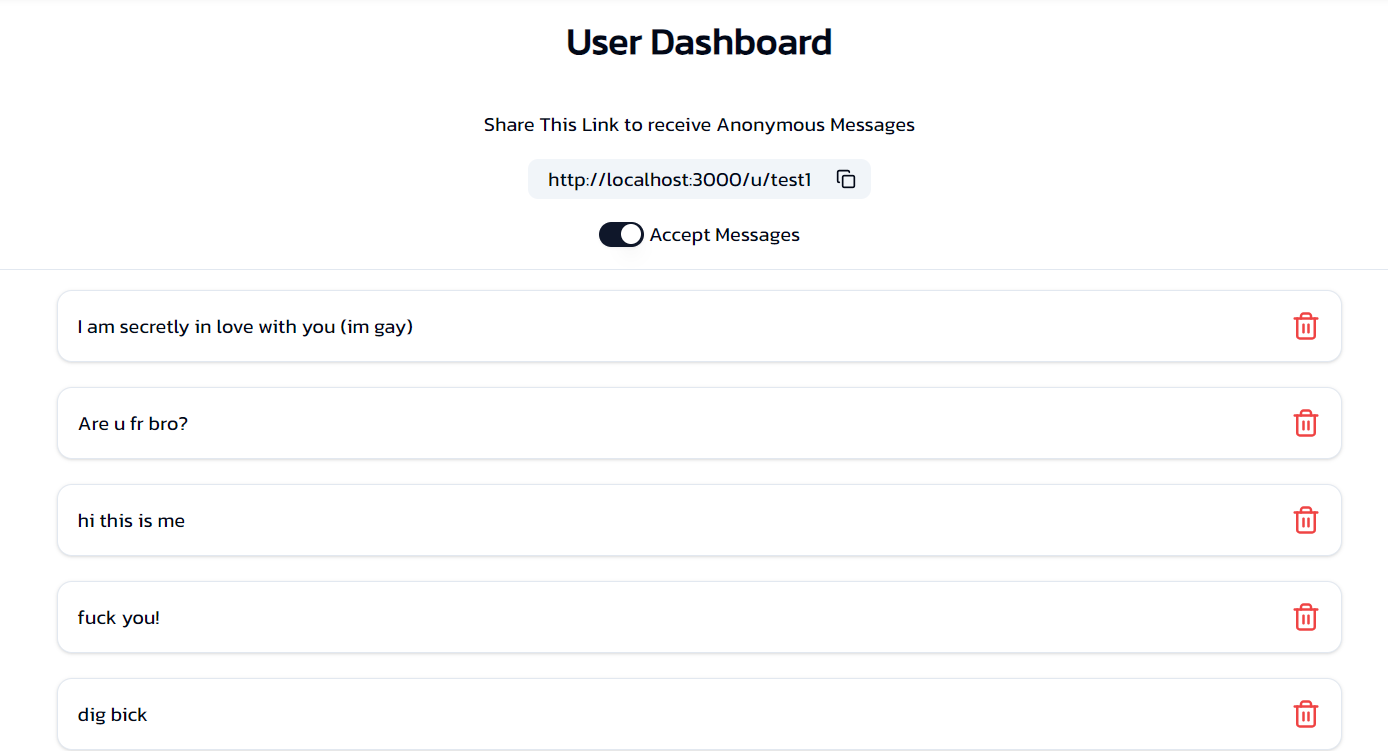 User Dashboard
Share This Link to receive Anonymous Messages
http://localhost:3000/u/test1
Accept Messages
I am secretly in love with you (im gay)
Are u fr bro?
hi this is me
fuck you!
dig bick